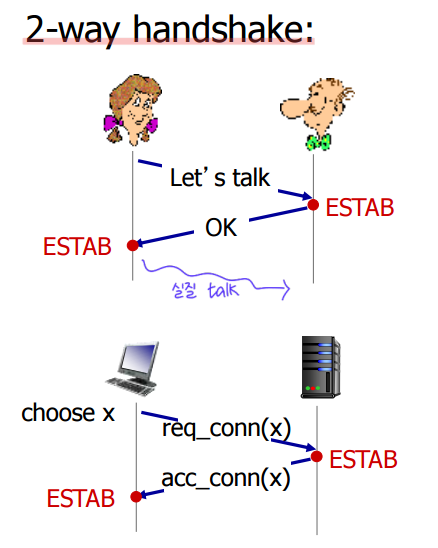 2-way handshake:
Let's talk
ESTAB
OK
ESTAB
실질 talk
choose x
req_conn(x)
ESTAB
acc_conn(x)
ESTAB